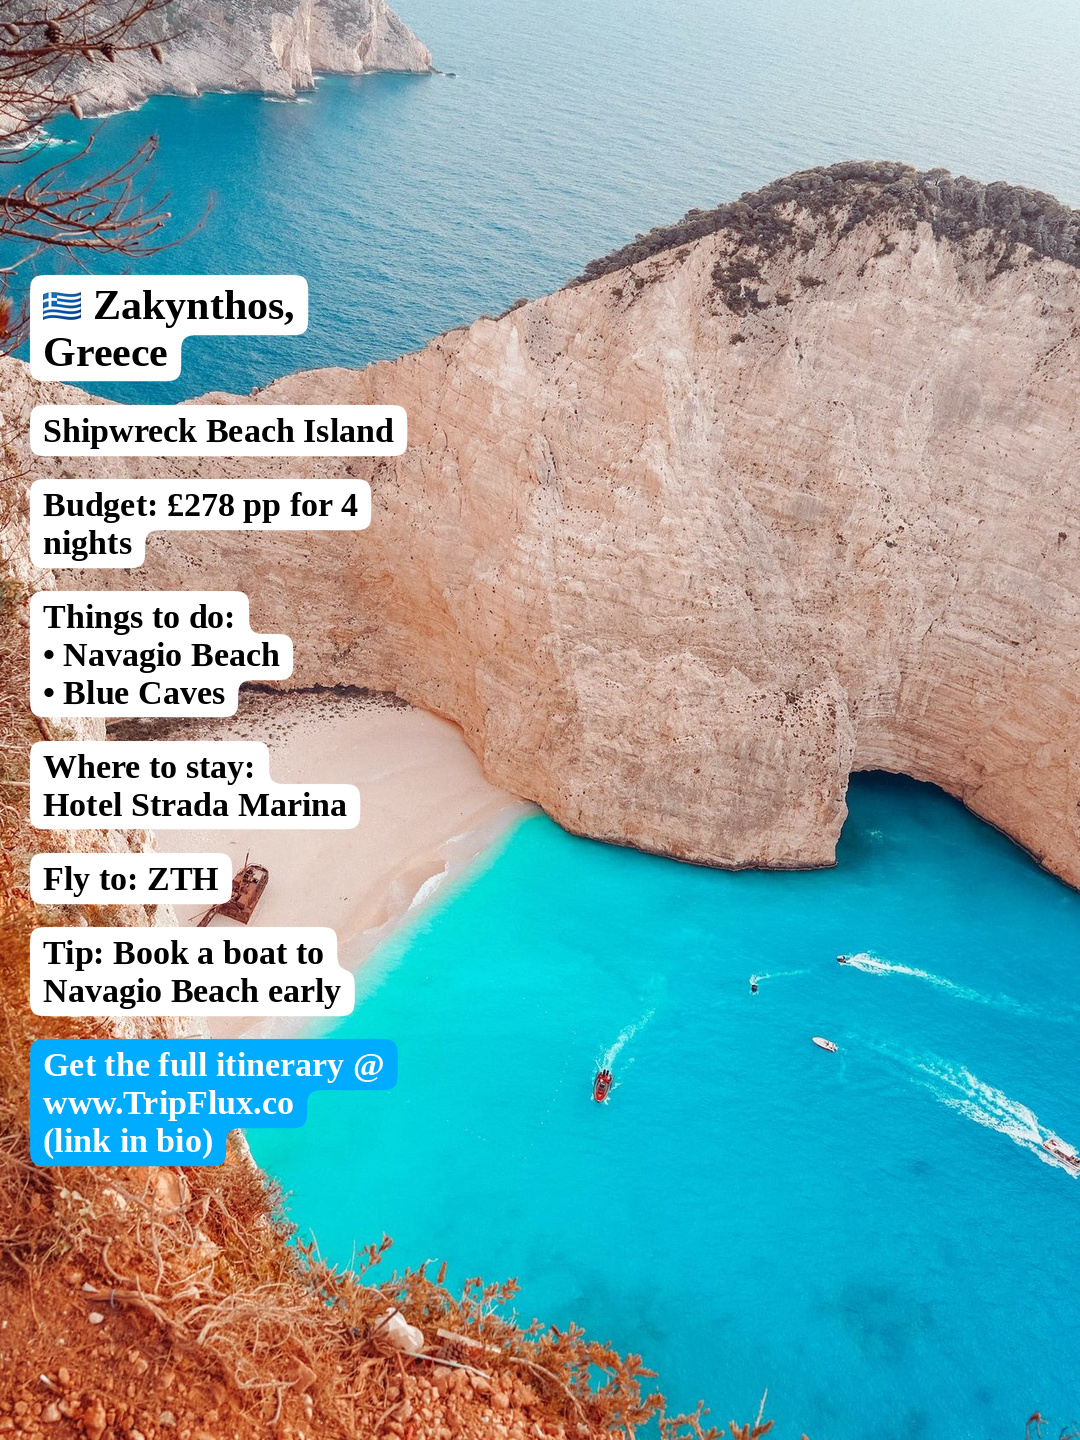 🇬🇷 Zakynthos,
Greece
Shipwreck Beach Island
Budget: £278 pp for 4
nights
Things to do:
• Navagio Beach
• Blue Caves
Where to stay:
Hotel Strada Marina
Fly to: ZTH
Tip: Book a boat to
Navagio Beach early
Get the full itinerary @
www.TripFlux.co
(link in bio)